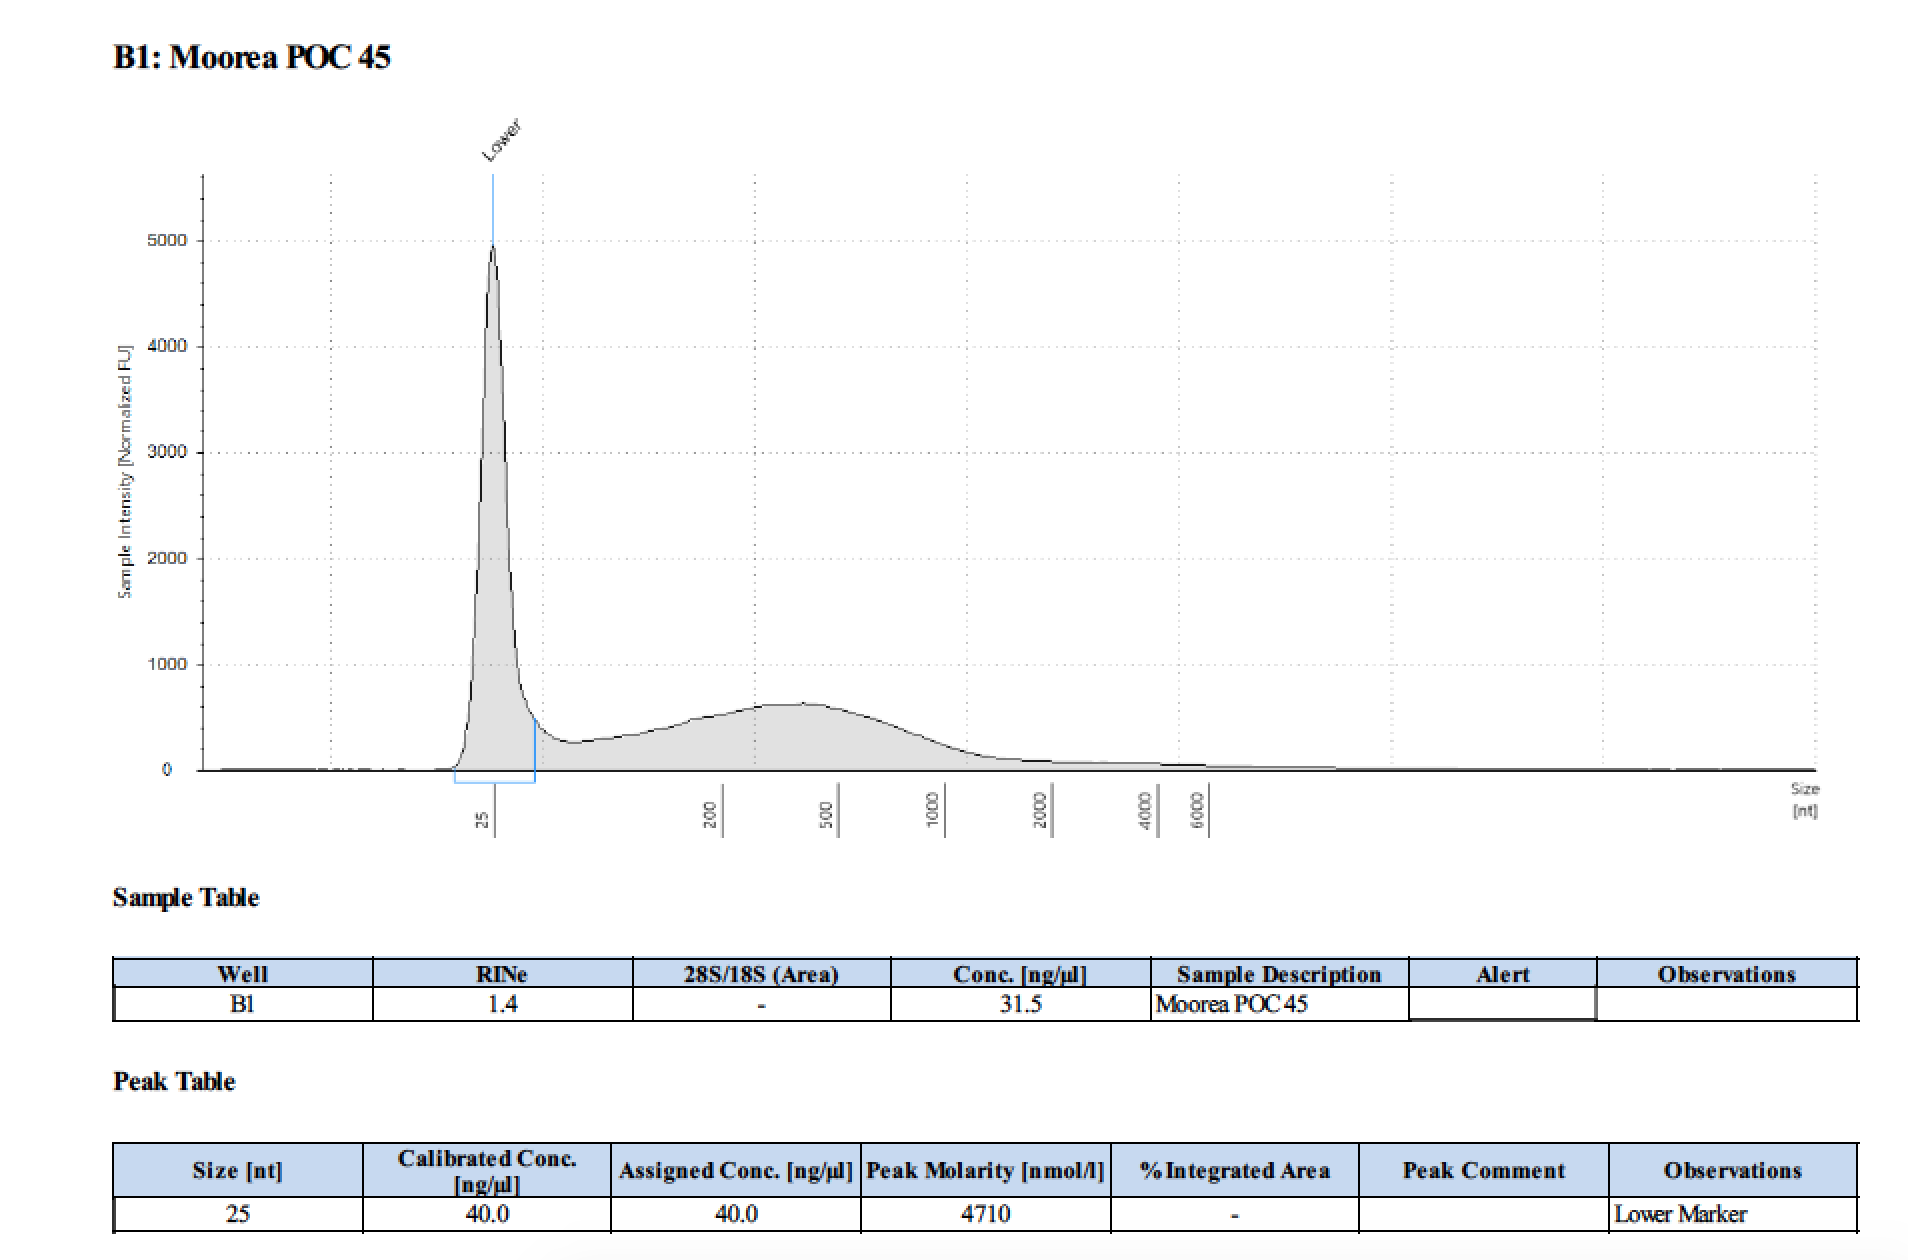 B1: Moorea POC 45
Lower
Sample Intensity [Normalized FU]
5000
4000
3000
2000
1000
0
25
200
500
1000
2000
4000
6000
Size
[nt]
Sample Table
Well RINe 28S/18S (Area) Conc. [ng/µl] Sample Description Alert Observations
B1 1.4 - 31.5 Moorea POC 45
Peak Table
Size [nt] Calibrated Conc. [ng/µl] Assigned Conc. [ng/µl] Peak Molarity [nmol/l] % Integrated Area Peak Comment Observations
25 40.0 40.0 4710 - Lower Marker